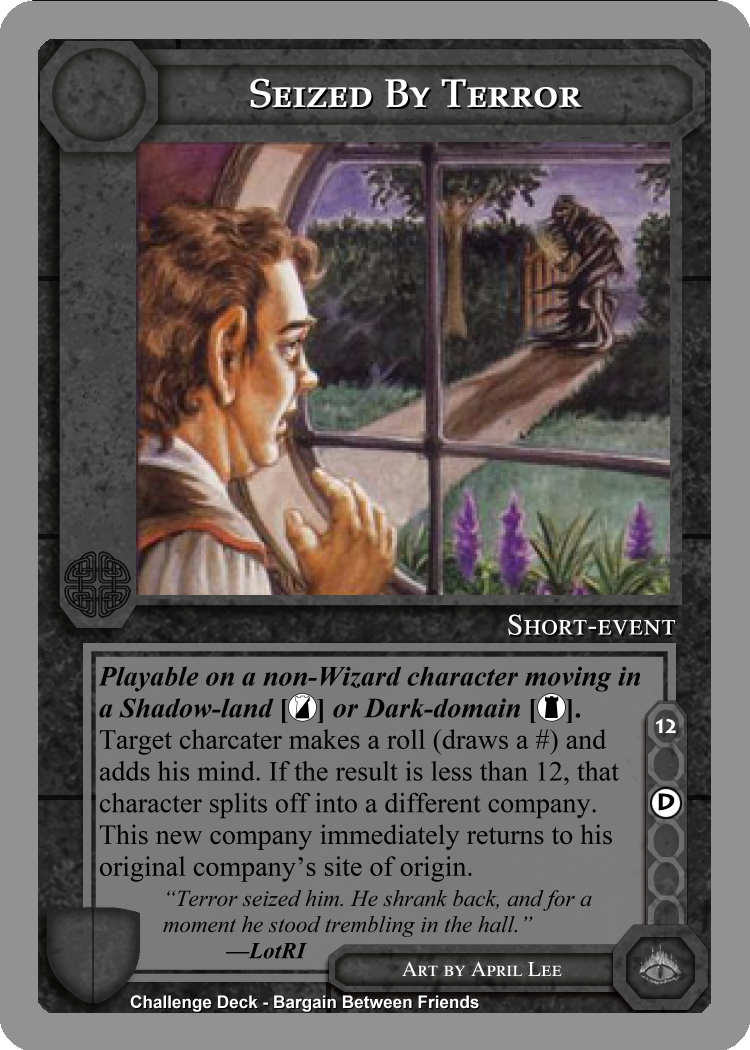 Seized By Terror
Short-event
Playable on a non-Wizard character moving in
a Shadow-land [] or Dark-domain [].
Target charcater makes a roll (draws a #) and
adds his mind. If the result is less than 12, that
character splits off into a different company.
This new company immediately returns to his
original company’s site of origin.
“Terror seized him. He shrank back, and for a
moment he stood trembling in the hall.”
—LotRI
12
D
Art by April Lee
Challenge Deck - Bargain Between Friends